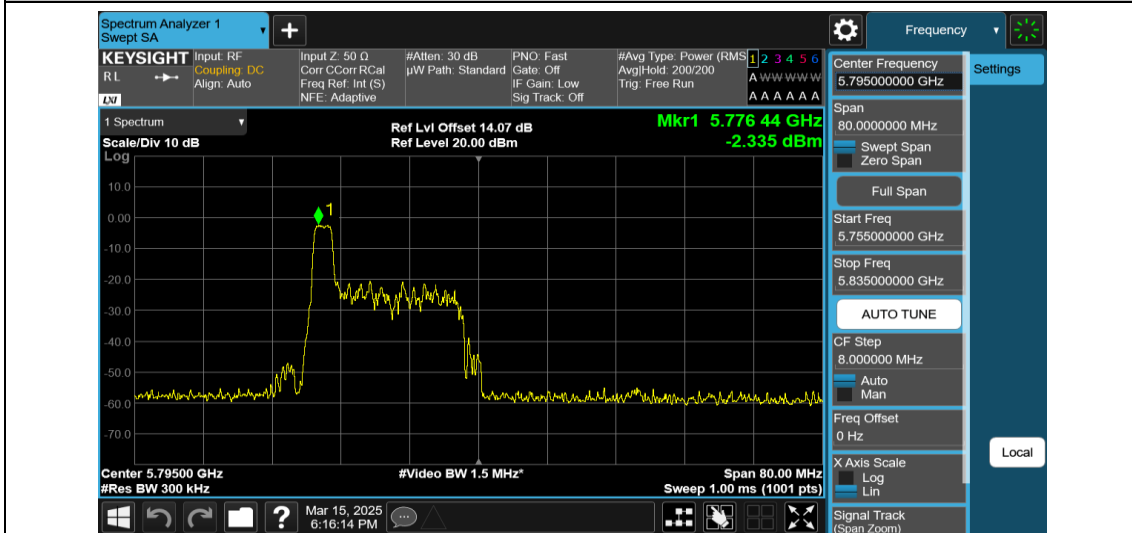 Spectrum Analyzer 1
Swept SA
Frequency
KEYSIGHT
RL
LXI
Input: RF
Coupling: DC
Align: Auto
Input Z: 50 Ω
Corr CCorr RCal
Freq Ref: Int (S)
NFE: Adaptive
#Atten: 30 dB
µW Path: Standard
PNO: Fast
Gate: Off
IF Gain: Low
Sig Track: Off
#Avg Type: Power (RMS
Avg|Hold: 200/200
Trig: Free Run
1 2 3 4 5 6
A W W W W W
A A A A A A
1 Spectrum
Scale/Div 10 dB
Log
Ref Lvl Offset 14.07 dB
Ref Level 20.00 dBm
Mkr1 5.776 44 GHz
-2.335 dBm
10.0
0.00
-10.0
-20.0
-30.0
-40.0
-50.0
-60.0
-70.0
1
Center 5.79500 GHz
#Res BW 300 kHz
#Video BW 1.5 MHz*
Span 80.00 MHz
Sweep 1.00 ms (1001 pts)
Center Frequency
5.795000000 GHz
Settings
Span
80.0000000 MHz
Swept Span
Zero Span
Full Span
Start Freq
5.755000000 GHz
Stop Freq
5.835000000 GHz
AUTO TUNE
CF Step
8.000000 MHz
Auto
Man
Freq Offset
0 Hz
X Axis Scale
Log
Lin
Signal Track
(Span Zoom)
Local
?
Mar 15, 2025
6:16:14 PM